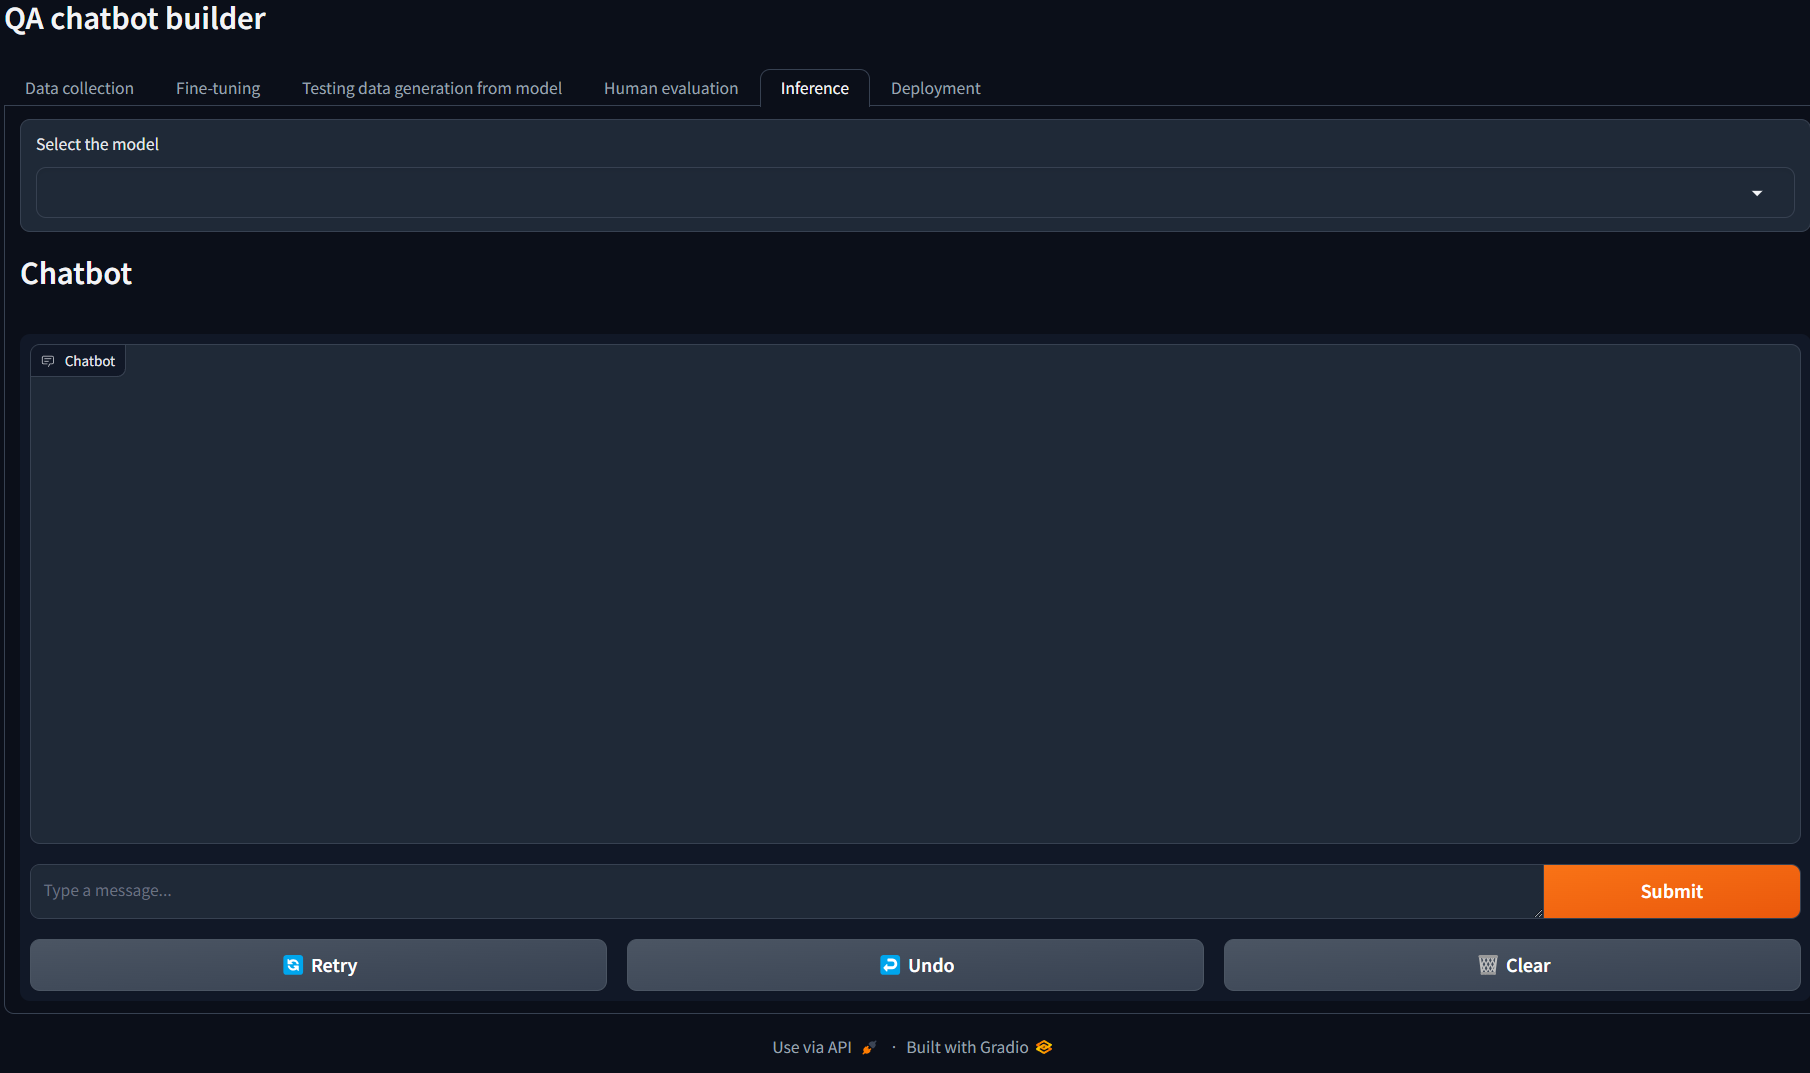 QA chatbot builder
Data collection Fine-tuning Testing data generation from model Human evaluation Inference Deployment
Select the model
Chatbot
Chatbot
Type a message...
Submit
Retry Undo Clear
Use via API · Built with Gradio